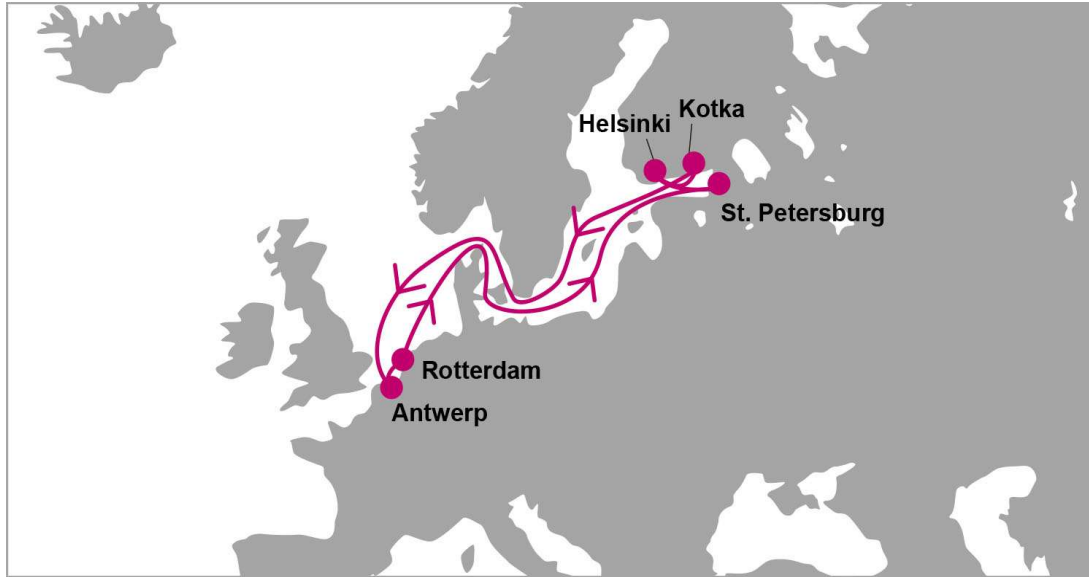 Kotka
Helsinki
St. Petersburg
Rotterdam
Antwerp